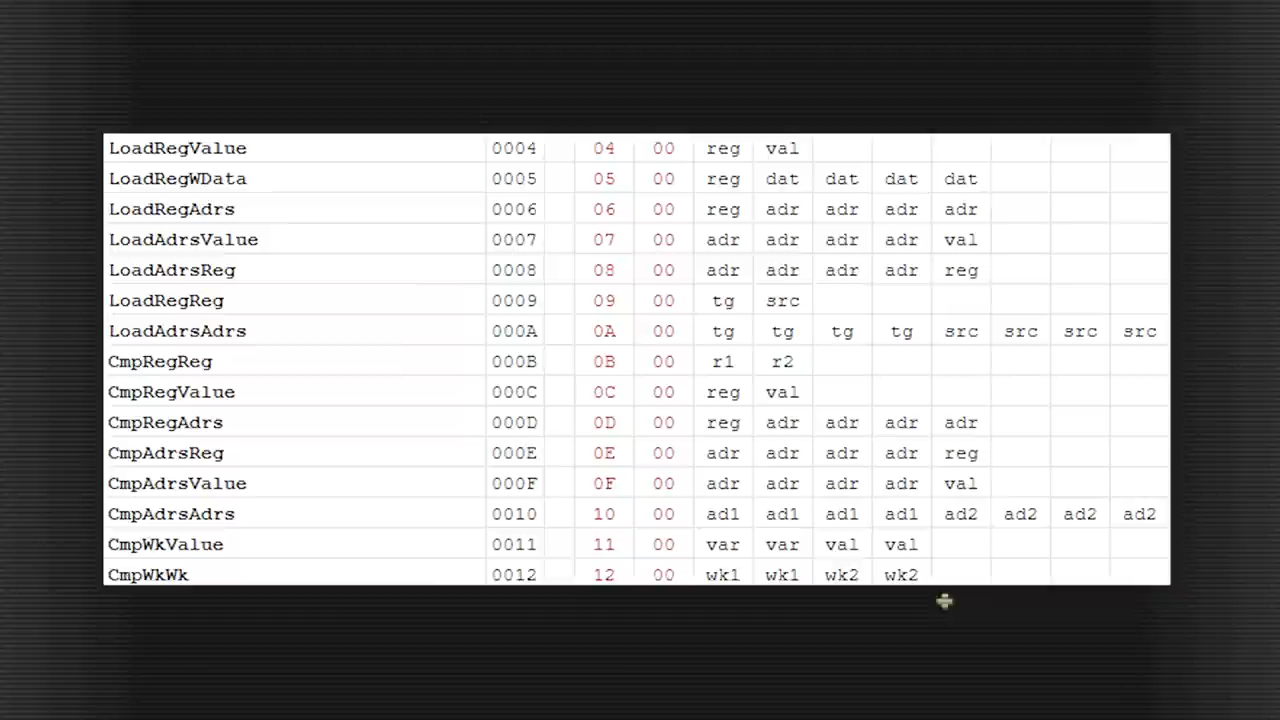 LoadRegValue 0004 04 00 reg val
LoadRegWData 0005 05 00 reg dat dat dat dat
LoadRegAdrs 0006 06 00 reg adr adr adr adr
LoadAdrsValue 0007 07 00 adr adr adr adr val
LoadAdrsReg 0008 08 00 adr adr adr adr reg
LoadRegReg 0009 09 00 tg src
LoadAdrsAdrs 000A 0A 00 tg tg tg tg src src src src
CmpRegReg 000B 0B 00 r1 r2
CmpRegValue 000C 0C 00 reg val
CmpRegAdrs 000D 0D 00 reg adr adr adr adr
CmpAdrsReg 000E 0E 00 adr adr adr adr reg
CmpAdrsValue 000F 0F 00 adr adr adr adr val
CmpAdrsAdrs 0010 10 00 ad1 ad1 ad1 ad1 ad2 ad2 ad2 ad2
CmpWkValue 0011 11 00 var var val val
CmpWkWk 0012 12 00 wk1 wk1 wk2 wk2